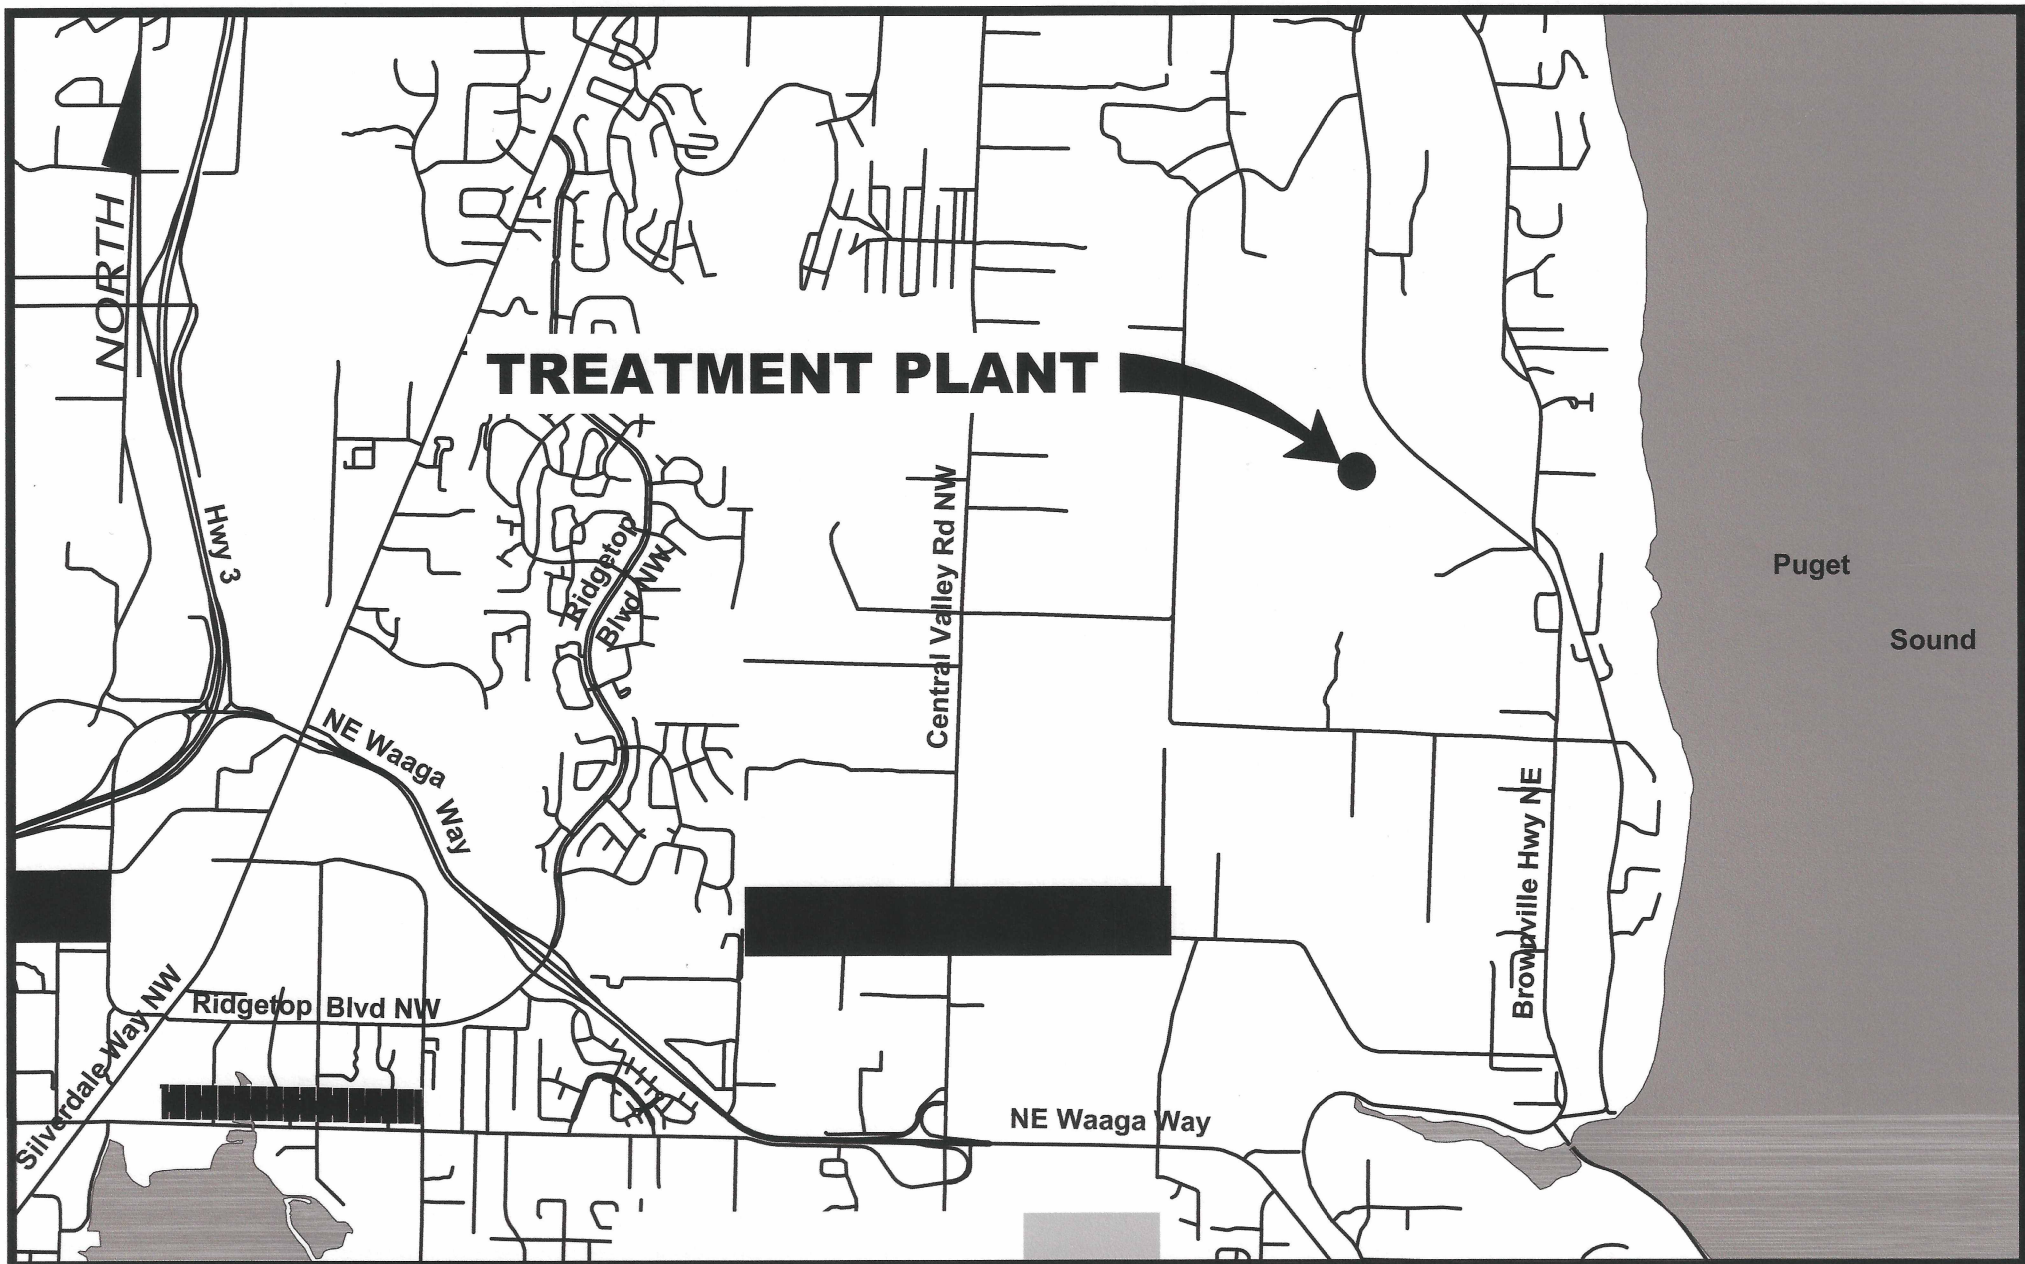 NORTH
TREATMENT PLANT
Hwy 3
Ridgetop
Blvd NW
Central Valley Rd NW
Puget
Sound
NE Waaga
Way
Brownville Hwy NE
Silverdale Way NW
Ridgetop Blvd NW
NE Waaga Way